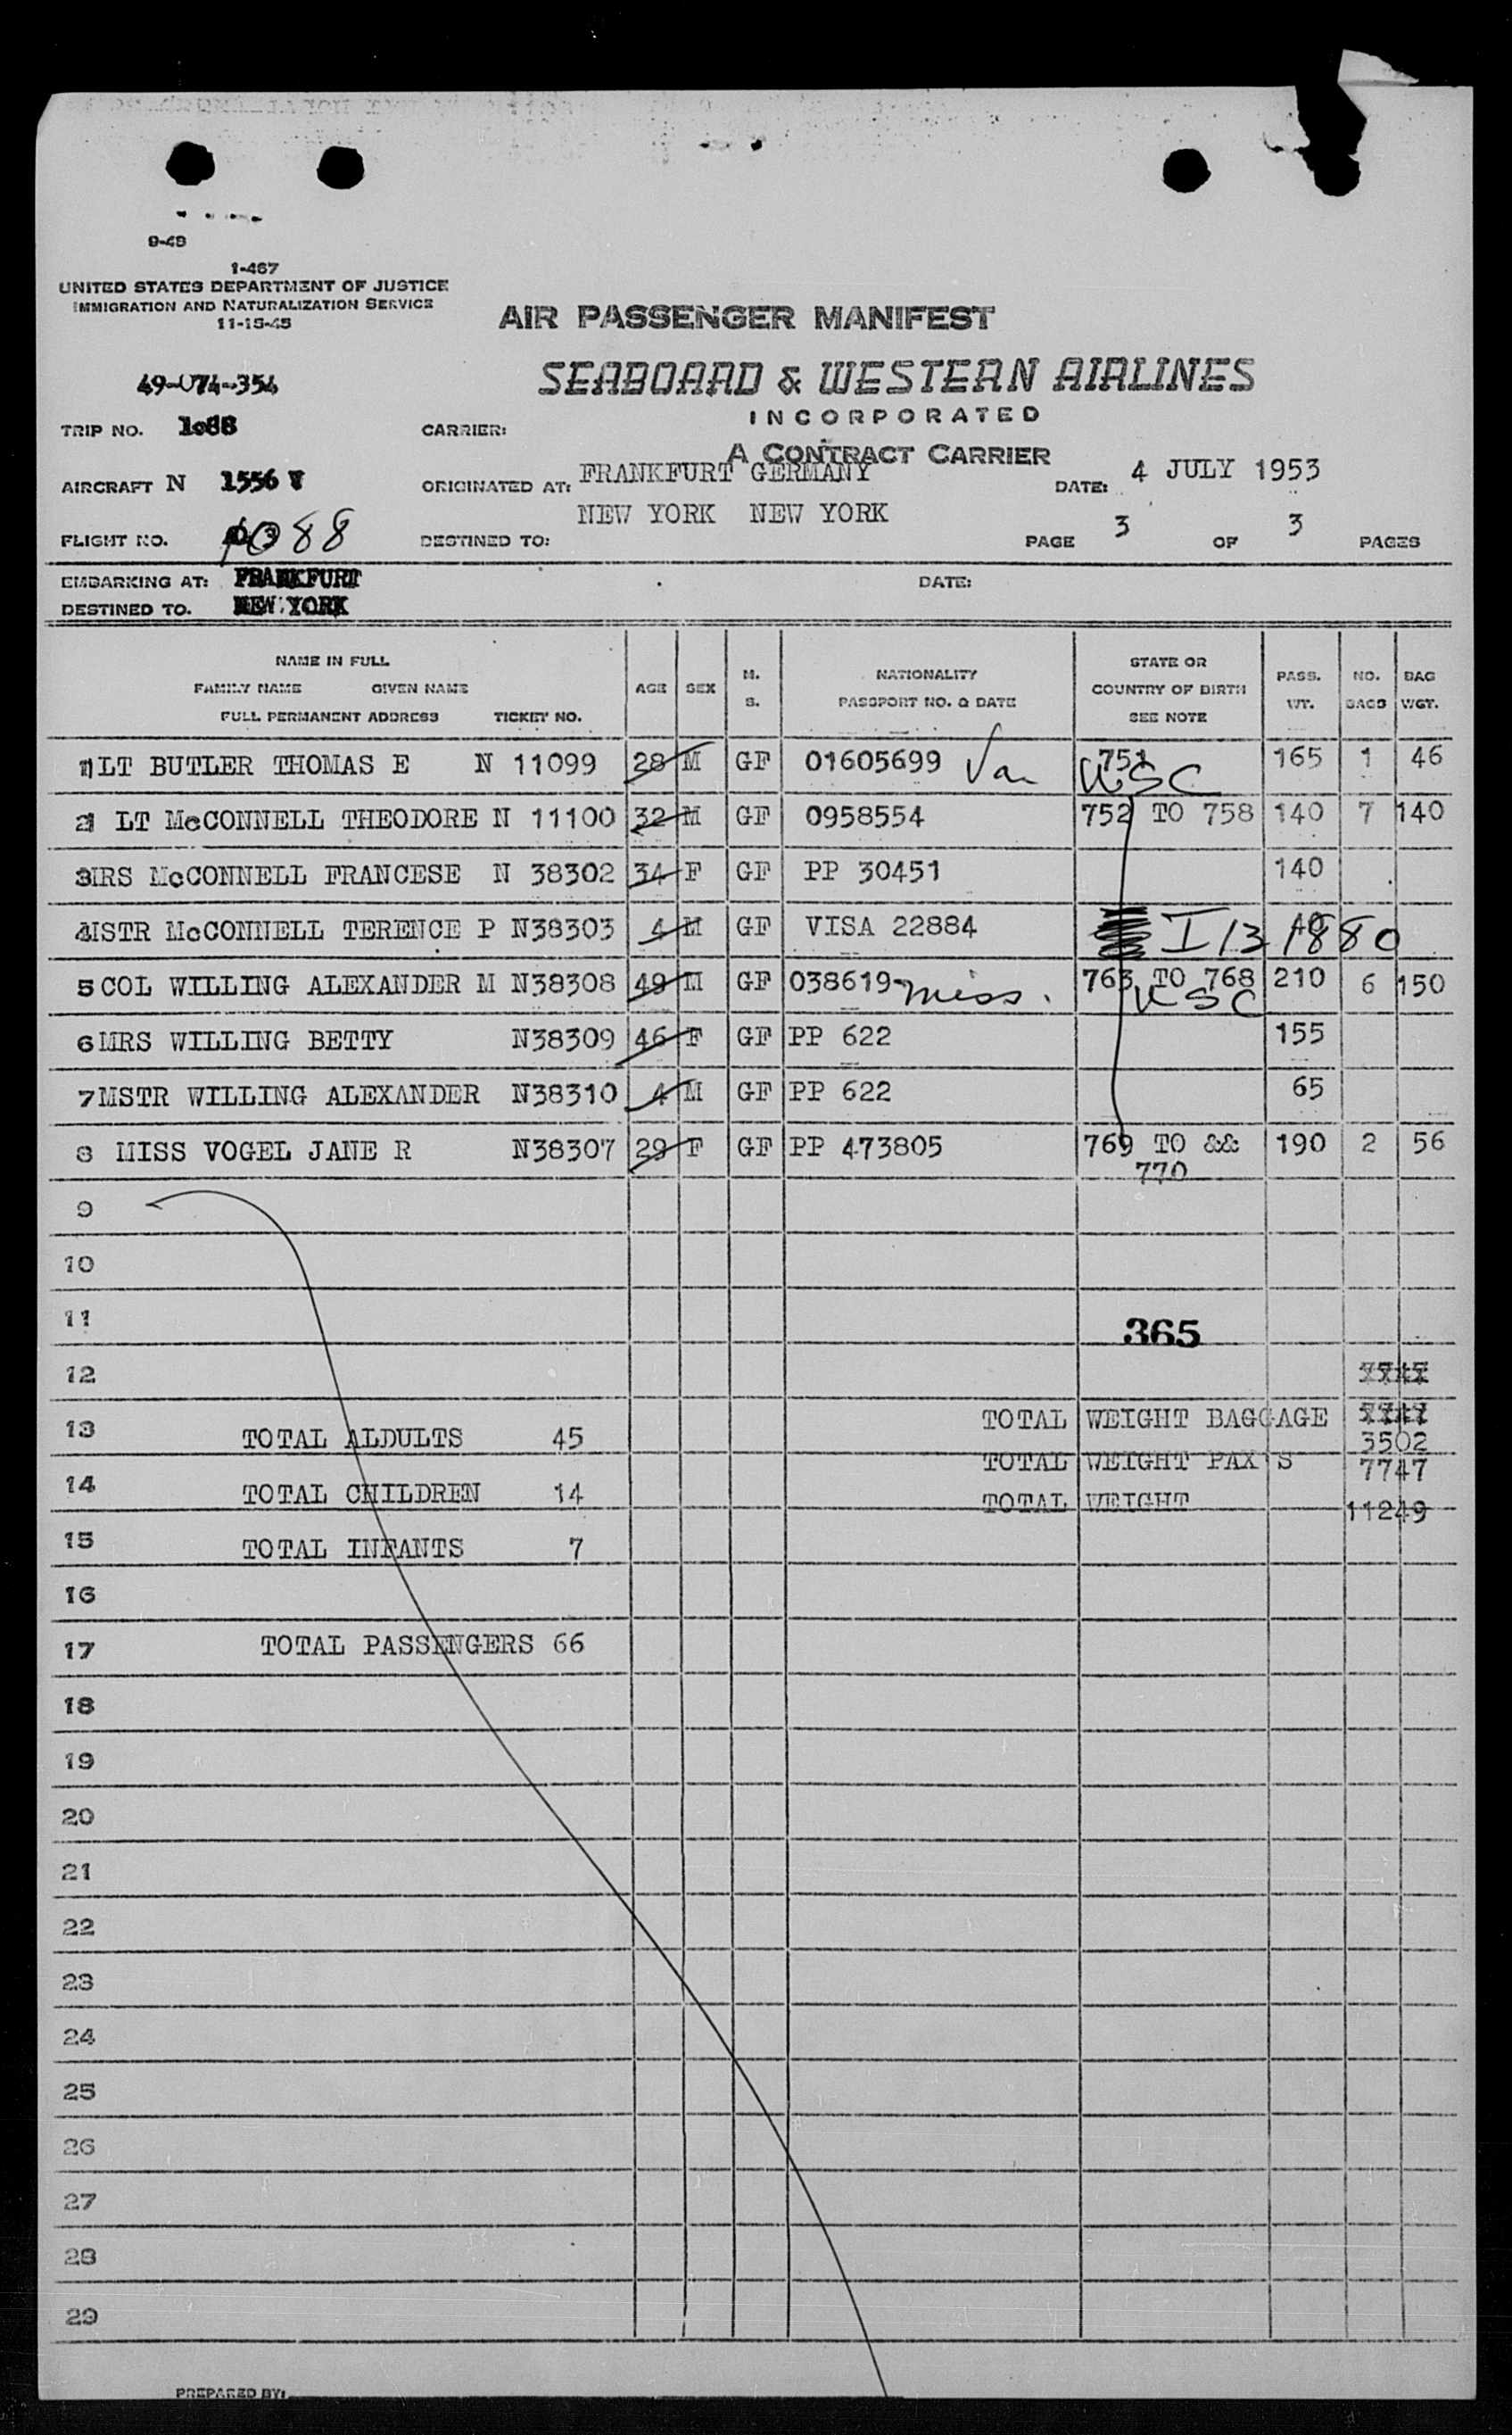 9-49
1-467
UNITED STATES DEPARTMENT OF JUSTICE
IMMIGRATION AND NATURALIZATION SERVICE
11-15-45
AIR PASSENGER MANIFEST
49-074-354
SEABOARD & WESTERN AIRLINES
INCORPORATED
TRIP NO. 1088 CARRIER:
A CONTRACT CARRIER
AIRCRAFT N 1556 V ORIGINATED AT: FRANKFURT GERMANY DATE: 4 JULY 1953
FLIGHT NO. 1088 DESTINED TO: NEW YORK NEW YORK PAGE 3 OF 3 PAGES
EMBARKING AT: FRANKFURT DATE:
DESTINED TO. NEW YORK
NAME IN FULL
FAMILY NAME GIVEN NAME
FULL PERMANENT ADDRESS TICKET NO.
AGE SEX M. S.
NATIONALITY
PASSPORT NO. & DATE
STATE OR
COUNTRY OF BIRTH
SEE NOTE
PASS. WT. NO. BAGS BAG WGT.
1 LT BUTLER THOMAS E N 11099 28 M GF 01605699 751 USC 165 1 46
2 LT McCONNELL THEODORE N 11100 32 M GF 0958554 752 TO 758 140 7 140
3 MRS McCONNELL FRANCESE N 38302 34 F GF PP 30451 140
4 MSTR McCONNELL TERENCE P N38303 4 M GF VISA 22884 I 13 1880 40
5 COL WILLING ALEXANDER M N38308 49 M GF 038619 miss. 763 TO 768 USC 210 6 150
6 MRS WILLING BETTY N38309 46 F GF PP 622 155
7 MSTR WILLING ALEXANDER N38310 4 M GF PP 622 65
8 MISS VOGEL JANE R N38307 29 F GF PP 473805 769 TO && 770 190 2 56
9
10
11 365
12
13 TOTAL ALDULTS 45 TOTAL WEIGHT BAGGAGE 3502
14 TOTAL CHILDREN 14 TOTAL WEIGHT PAX'S 7747
TOTAL WEIGHT 11249
15 TOTAL INFANTS 7
16
17 TOTAL PASSENGERS 66
18
19
20
21
22
23
24
25
26
27
28
29
PREPARED BY: